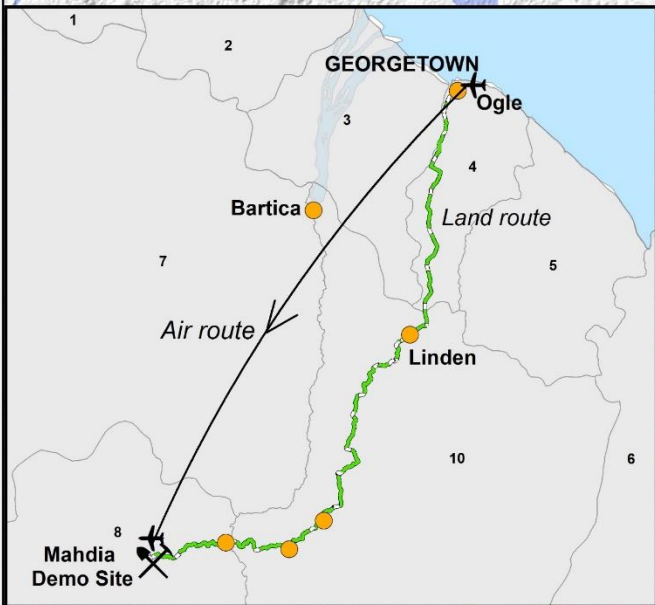 1
2
GEORGETOWN
Ogle
3
4
Bartica
Land route
7
5
Air route
Linden
10
6
8
Mahdia
Demo Site